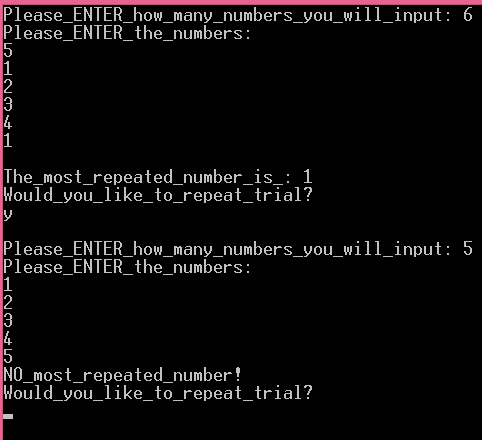 Please_ENTER_how_many_numbers_you_will_input: 6
Please_ENTER_the_numbers:
5
1
2
3
4
1
The_most_repeated_number_is_: 1
Would_you_like_to_repeat_trial?
y
Please_ENTER_how_many_numbers_you_will_input: 5
Please_ENTER_the_numbers:
1
2
3
4
5
NO_most_repeated_number!
Would_you_like_to_repeat_trial?